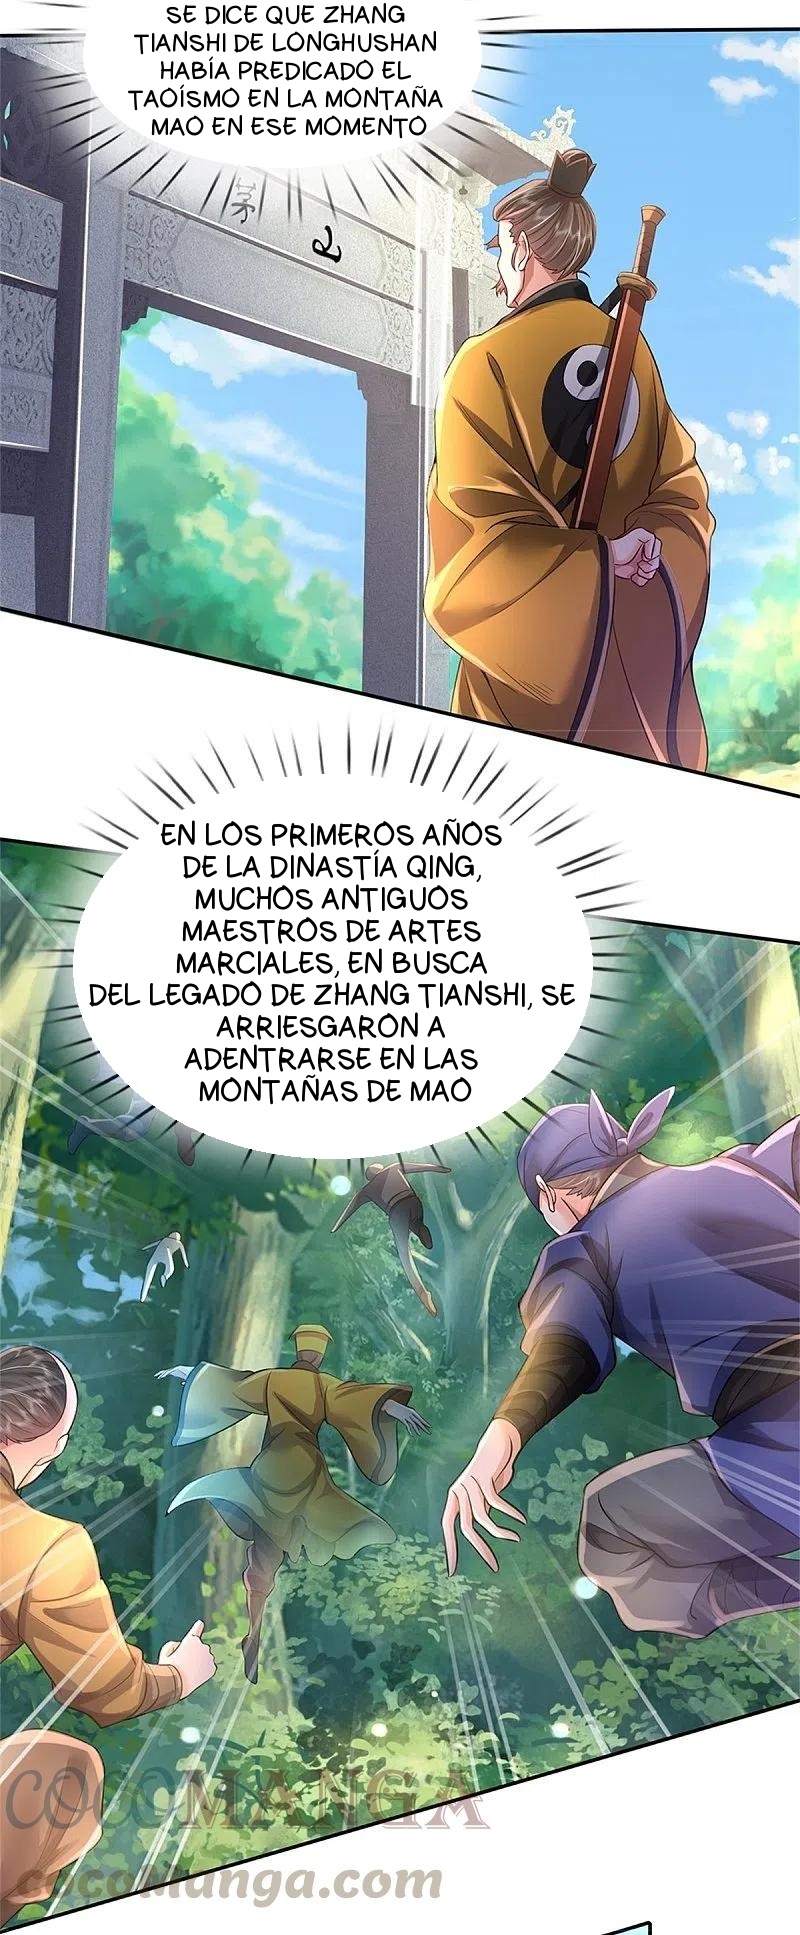 SE DICE QUE ZHANG
TIANSHI DE LONGHUSHAN
HABÍA PREDICADO EL
TAOÍSMO EN LA MONTAÑA
MAO EN ESE MOMENTO
茅
EN LOS PRIMEROS AÑOS
DE LA DINASTÍA QING,
MUCHOS ANTIGUOS
MAESTROS DE ARTES
MARCIALES, EN BUSCA
DEL LEGADO DE ZHANG TIANSHI, SE
ARRIESGARON A
ADENTRARSE EN LAS
MONTAÑAS DE MAO
COCOMANGA
cocoManga.com